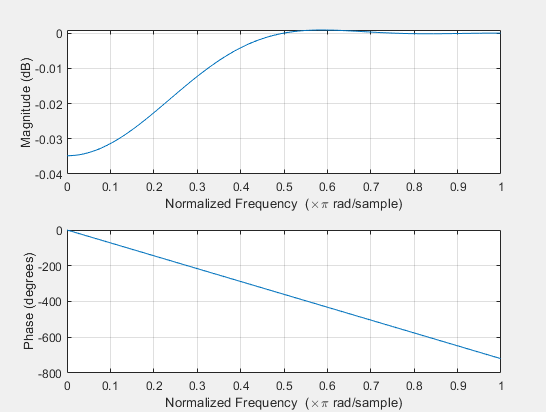 0
-0.01
-0.02
-0.03
-0.04
Magnitude (dB)
0 0.1 0.2 0.3 0.4 0.5 0.6 0.7 0.8 0.9 1
Normalized Frequency (×π rad/sample)
0
-200
-400
-600
-800
Phase (degrees)
0 0.1 0.2 0.3 0.4 0.5 0.6 0.7 0.8 0.9 1
Normalized Frequency (×π rad/sample)